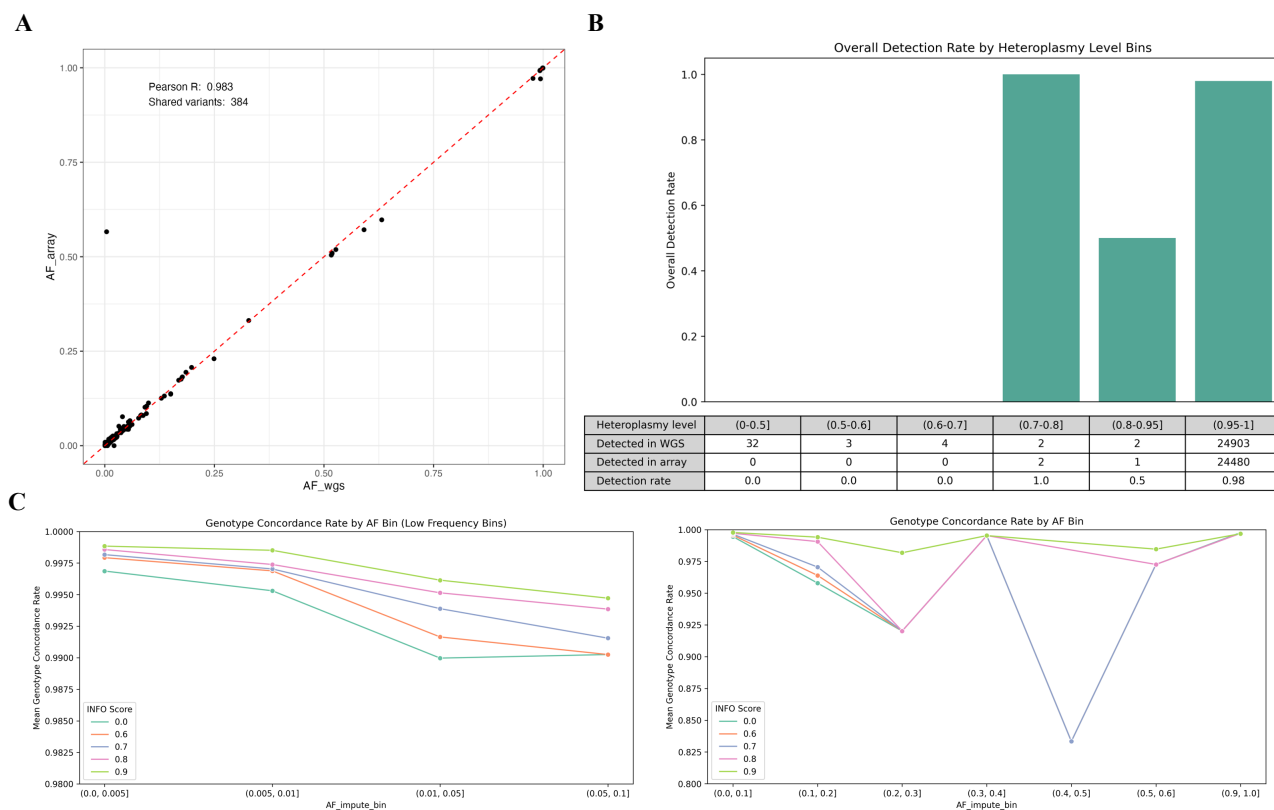 A
Pearson R: 0.983
Shared variants: 384
1.00
0.75
0.50
0.25
0.00
AF_array
0.00 0.25 0.50 0.75 1.00
AF_wgs
B
Overall Detection Rate by Heteroplasmy Level Bins
1.0
0.8
0.6
0.4
0.2
0.0
Overall Detection Rate
Heteroplasmy level (0-0.5] (0.5-0.6] (0.6-0.7] (0.7-0.8] (0.8-0.95] (0.95-1]
Detected in WGS 32 3 4 2 2 24903
Detected in array 0 0 0 2 1 24480
Detection rate 0.0 0.0 0.0 1.0 0.5 0.98
C
Genotype Concordance Rate by AF Bin (Low Frequency Bins)
1.0000
0.9975
0.9950
0.9925
0.9900
0.9875
0.9850
0.9825
0.9800
Mean Genotype Concordance Rate
INFO Score
0.0
0.6
0.7
0.8
0.9
(0.0, 0.005] (0.005, 0.01] (0.01, 0.05] (0.05, 0.1]
AF_impute_bin
Genotype Concordance Rate by AF Bin
1.000
0.975
0.950
0.925
0.900
0.875
0.850
0.825
0.800
Mean Genotype Concordance Rate
INFO Score
0.0
0.6
0.7
0.8
0.9
(0.0, 0.1] (0.1, 0.2] (0.2, 0.3] (0.3, 0.4] (0.4, 0.5] (0.5, 0.6] (0.9, 1.0]
AF_impute_bin